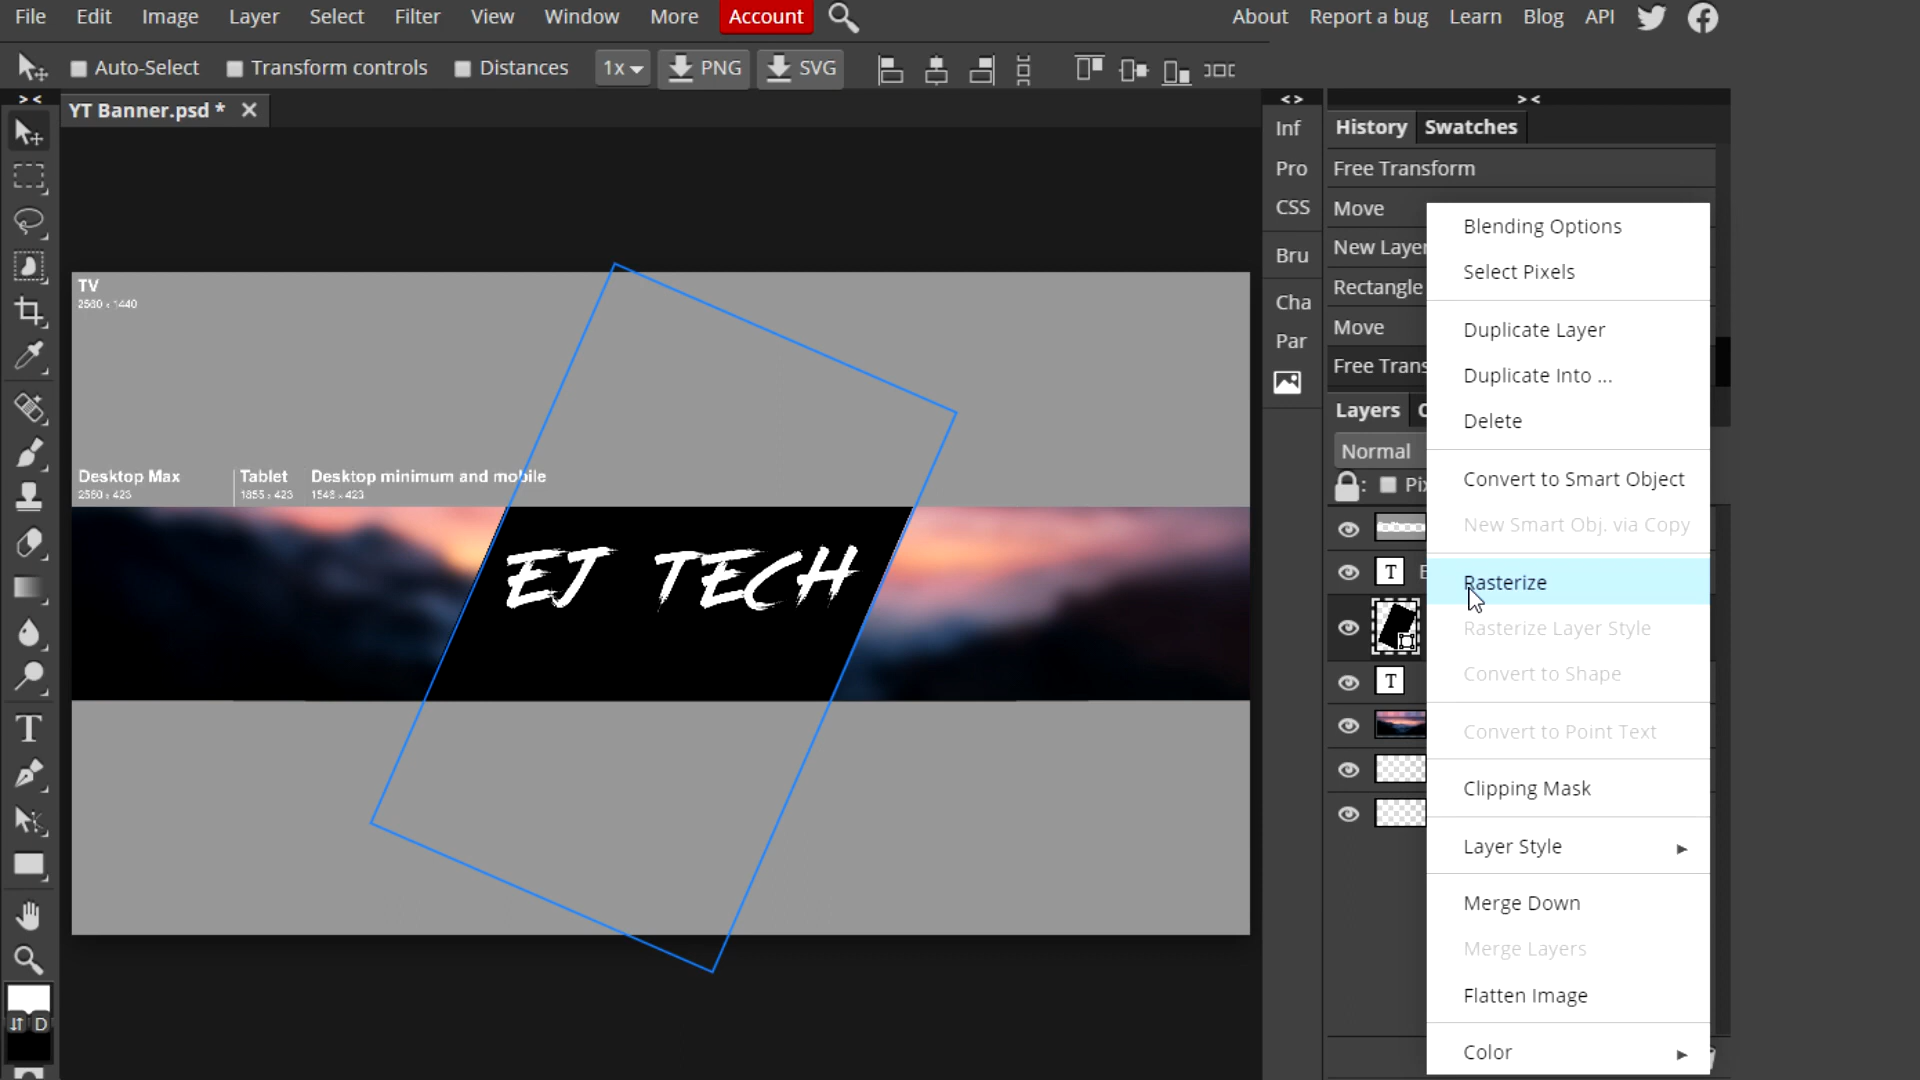 File Edit Image Layer Select Filter View Window More Account About Report a bug Learn Blog API
Auto-Select Transform controls Distances 1x PNG SVG
> < YT Banner.psd * < > > <
Inf
Pro
CSS
Bru
Cha
Par
History Swatches
Free Transform
Move
New Layer
Rectangle
Move
Free Trans
Layers
Normal
Blending Options
Select Pixels
Duplicate Layer
Duplicate Into ...
Delete
Convert to Smart Object
New Smart Obj. via Copy
Rasterize
Rasterize Layer Style
Convert to Shape
Convert to Point Text
Clipping Mask
Layer Style
Merge Down
Merge Layers
Flatten Image
Color
TV
2560 x 1440
Desktop Max
2560 x 423
Tablet
1855 x 423
Desktop minimum and mobile
1546 x 423
EJ TECH
T
T
T
D